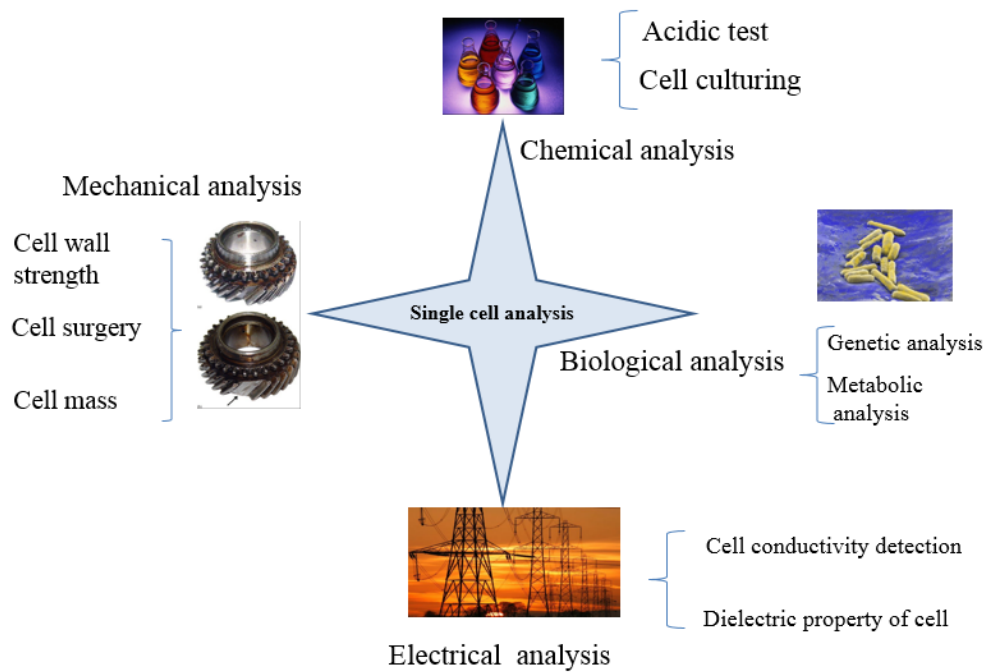 Acidic test
Cell culturing
Chemical analysis
Mechanical analysis
Cell wall
strength
Cell surgery
Cell mass
Single cell analysis
Biological analysis
Genetic analysis
Metabolic
analysis
Cell conductivity detection
Dielectric property of cell
Electrical analysis